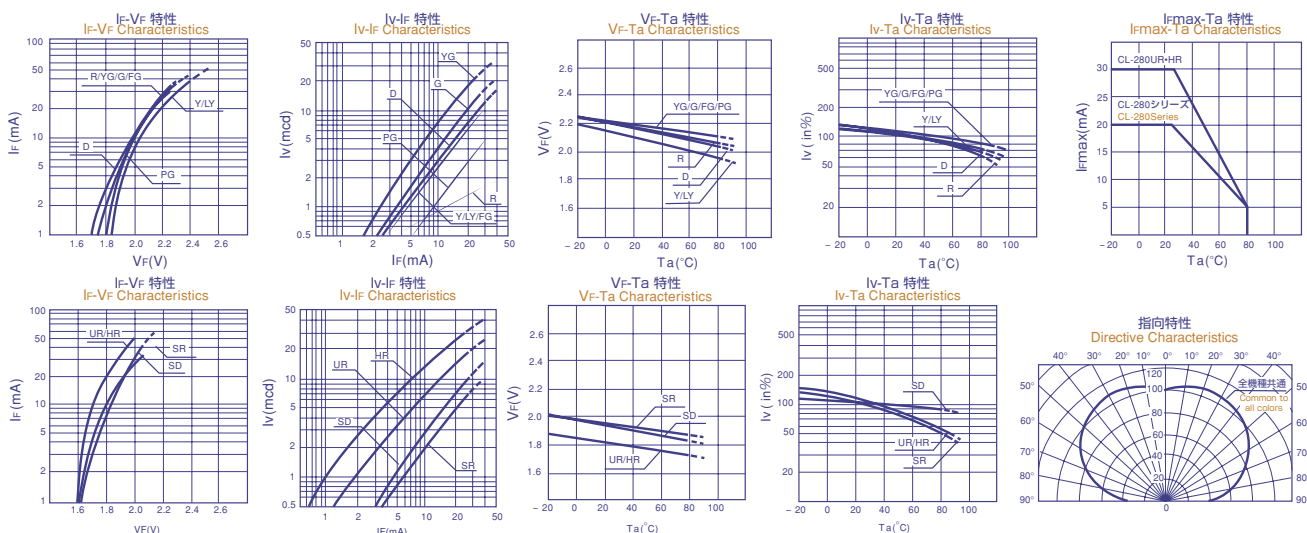 IF-VF 特性
IF-VF Characteristics
100
50
20
10
5
2
1
IF(mA)
R/YG/G/FG
Y/LY
D
PG
1.6 1.8 2.0 2.2 2.4 2.6
VF(V)
Iv-IF 特性
Iv-IF Characteristics
50
20
10
5
2
1
0.5
Iv(mcd)
YG
D
G
PG
R
Y/LY/FG
1 2 5 10 20 50
IF(mA)
VF-Ta 特性
VF-Ta Characteristics
2.6
2.4
2.2
2.0
1.8
1.6
VF(V)
YG/G/FG/PG
R
D
Y/LY
−20 0 20 40 60 80 100
Ta(°C)
Iv-Ta 特性
Iv-Ta Characteristics
500
200
100
80
60
40
20
Iv (in%)
YG/G/FG/PG
Y/LY
D
R
−20 0 20 40 60 80 100
Ta(°C)
IFmax-Ta 特性
IFmax-Ta Characteristics
30
25
20
15
10
5
0
IFmax(mA)
CL-280UR•HR
CL-280シリーズ
CL-280Series
−20 0 20 40 60 80 100
Ta(°C)
IF-VF 特性
IF-VF Characteristics
100
50
20
10
5
2
1
IF(mA)
UR/HR
SR
SD
1.6 1.8 2.0 2.2 2.4 2.6
VF(V)
Iv-IF 特性
Iv-IF Characteristics
50
20
10
5
2
1
0.5
Iv(mcd)
HR
UR
SD
SR
1 2 5 10 20 50
IF(mA)
VF-Ta 特性
VF-Ta Characteristics
2.6
2.4
2.2
2.0
1.8
1.6
VF(V)
SR
SD
UR/HR
−20 0 20 40 60 80 100
Ta(°C)
Iv-Ta 特性
Iv-Ta Characteristics
500
200
100
50
20
Iv (in%)
SD
UR/HR
SR
−20 0 20 40 60 80 100
Ta(°C)
指向特性
Directive Characteristics
40° 30° 20° 10° 0° 10° 20° 30° 40°
50° 50°
60° 60
70° 70
80° 80
90° 90
120
100
80
60
40
20
0
全機種共通
Common to
all colors